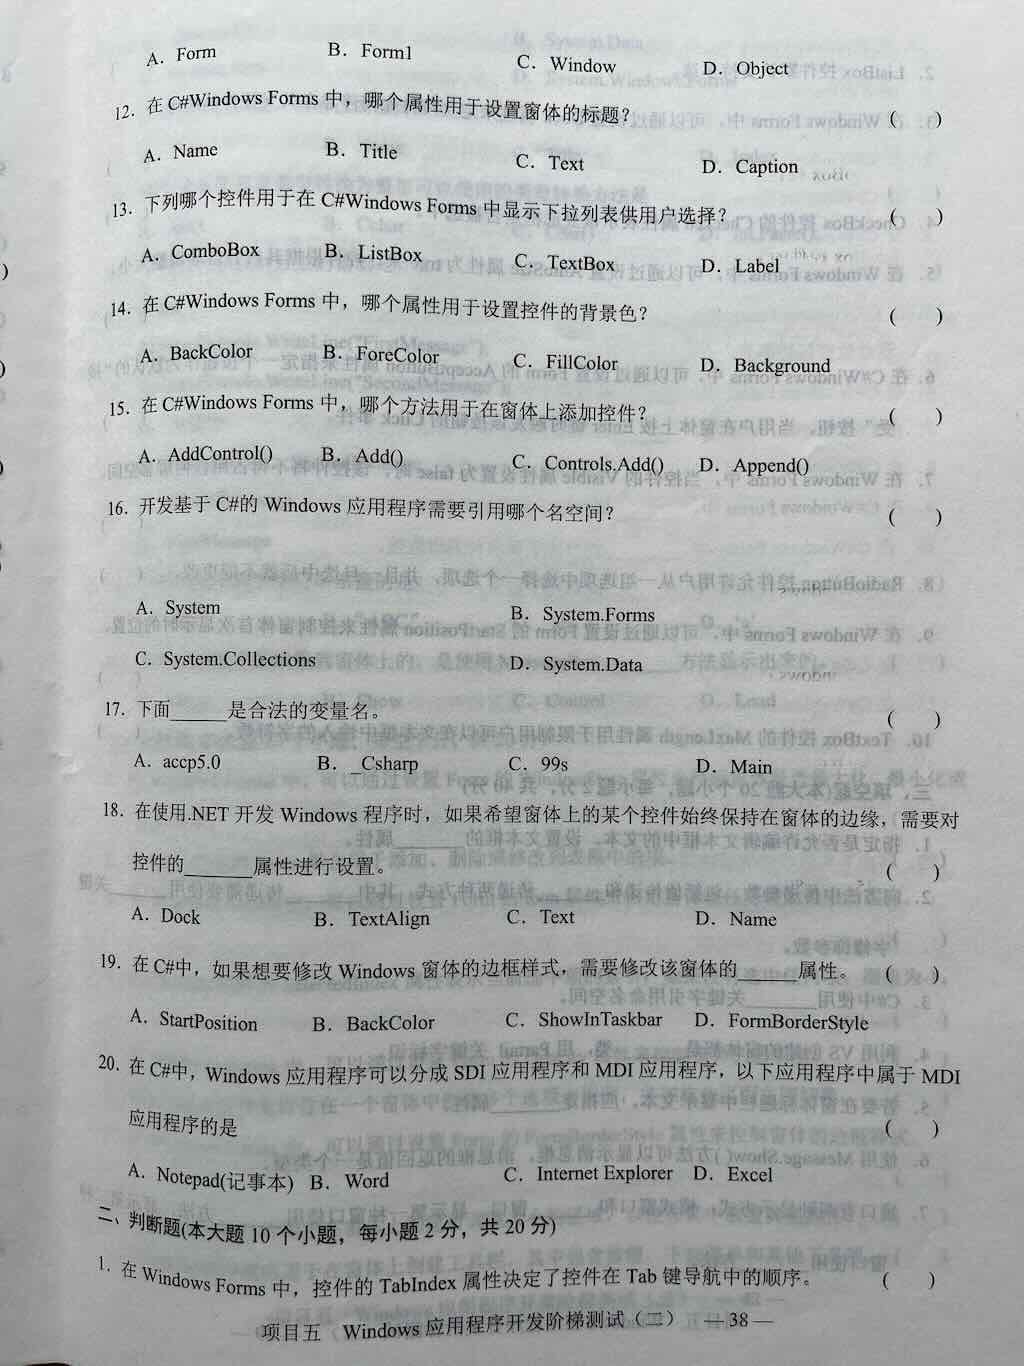 A. Form B. Form1 C. Window D. Object
12. 在 C#Windows Forms 中，哪个属性用于设置窗体的标题？ ( )
A. Name B. Title C. Text D. Caption
13. 下列哪个控件用于在 C#Windows Forms 中显示下拉列表供用户选择？ ( )
A. ComboBox B. ListBox C. TextBox D. Label
14. 在 C#Windows Forms 中，哪个属性用于设置控件的背景色？ ( )
A. BackColor B. ForeColor C. FillColor D. Background
15. 在 C#Windows Forms 中，哪个方法用于在窗体上添加控件？ ( )
A. AddControl() B. Add() C. Controls.Add() D. Append()
16. 开发基于 C#的 Windows 应用程序需要引用哪个名空间？ ( )
A. System B. System.Forms
C. System.Collections D. System.Data
17. 下面______是合法的变量名。 ( )
A. accp5.0 B. _Csharp C. 99s D. Main
18. 在使用.NET 开发 Windows 程序时，如果希望窗体上的某个控件始终保持在窗体的边缘，需要对
控件的_______属性进行设置。 ( )
A. Dock B. TextAlign C. Text D. Name
19. 在 C#中，如果想要修改 Windows 窗体的边框样式，需要修改该窗体的______属性。 ( )
A. StartPosition B. BackColor C. ShowInTaskbar D. FormBorderStyle
20. 在 C#中，Windows 应用程序可以分成 SDI 应用程序和 MDI 应用程序，以下应用程序中属于 MDI
应用程序的是 ( )
A. Notepad(记事本) B. Word C. Internet Explorer D. Excel
二、判断题(本大题 10 个小题，每小题 2 分，共 20 分)
1. 在 Windows Forms 中，控件的 TabIndex 属性决定了控件在 Tab 键导航中的顺序。 ( )
项目五 Windows 应用程序开发阶梯测试（二） — 38 —